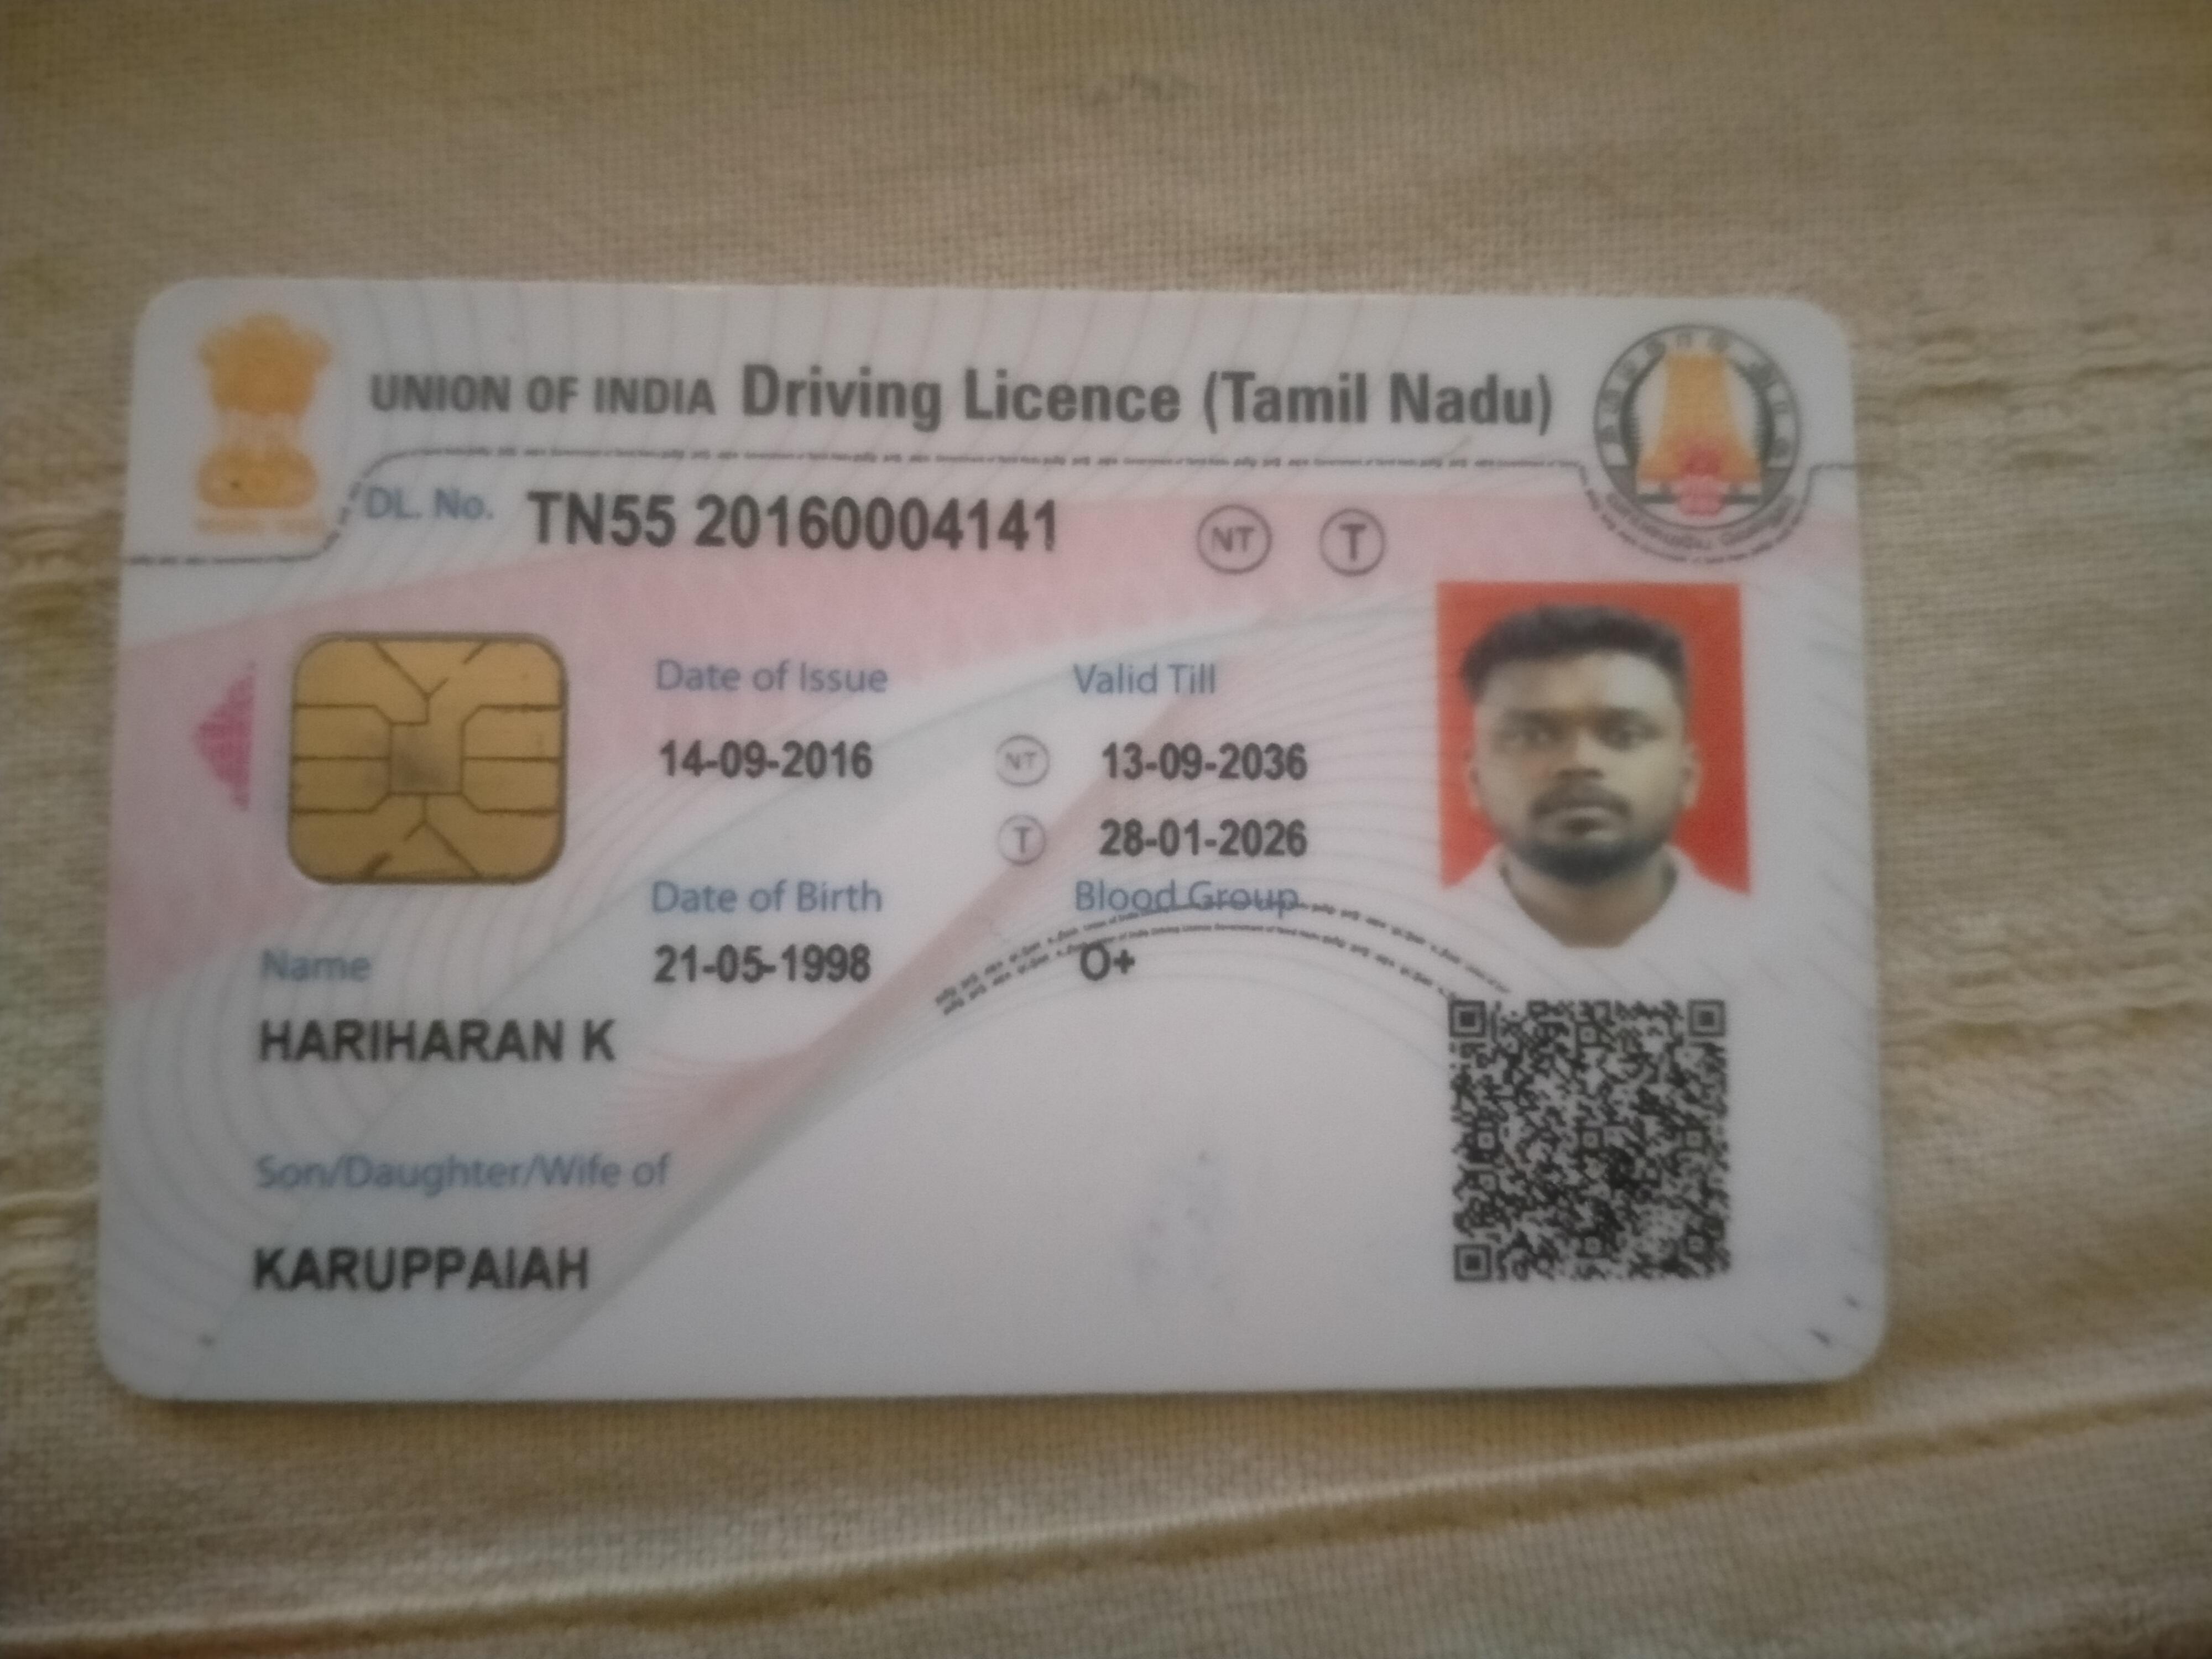 UNION OF INDIA Driving Licence (Tamil Nadu)
DL. No. TN55 20160004141 NT T
Date of Issue Valid Till
14-09-2016 NT 13-09-2036
T 28-01-2026
Date of Birth Blood Group
21-05-1998 O+
Name
HARIHARAN K
Son/Daughter/Wife of
KARUPPAIAH